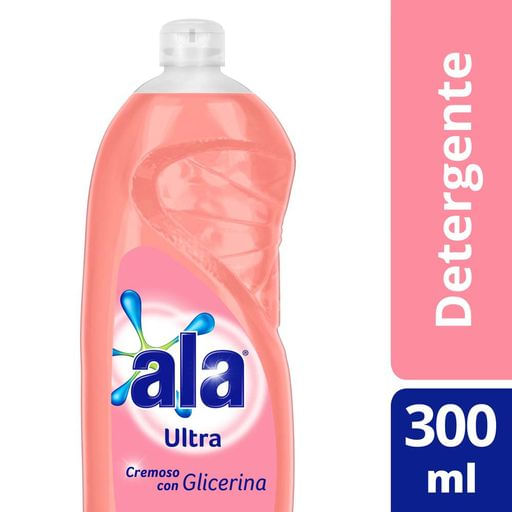 ala®
Ultra
Cremoso
con Glicerina
Detergente
300
ml